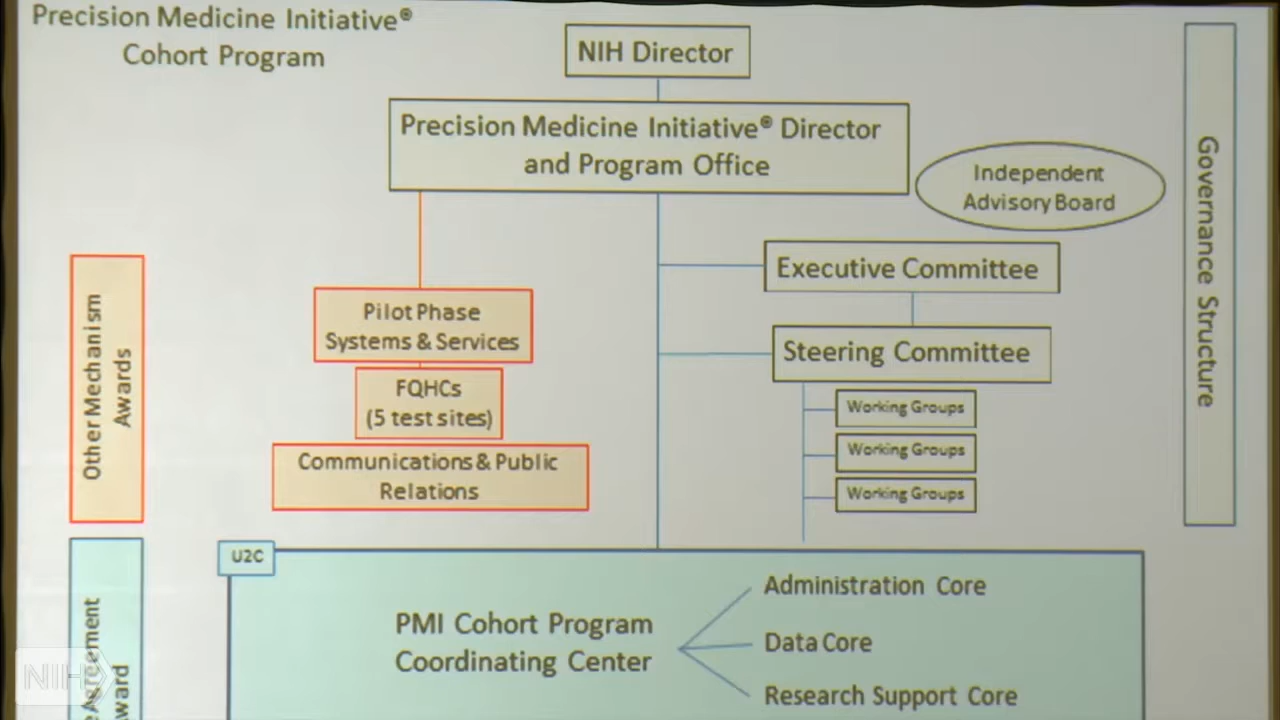 Precision Medicine Initiative®
Cohort Program
NIH Director
Precision Medicine Initiative® Director
and Program Office
Independent
Advisory Board
Governance Structure
Executive Committee
Other Mechanism
Awards
Pilot Phase
Systems & Services
Steering Committee
FQHCs
(5 test sites)
Working Groups
Working Groups
Working Groups
Communications & Public
Relations
U2C
PMI Cohort Program
Coordinating Center
Administration Core
Data Core
Research Support Core
Agreement
NIH